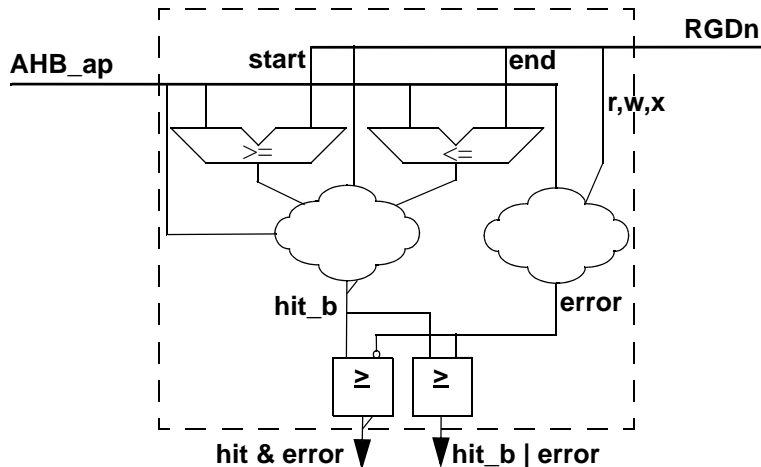 RGDn
AHB_ap
start
end
r,w,x
>=
<=
hit_b
error
≥
≥
hit & error
hit_b | error